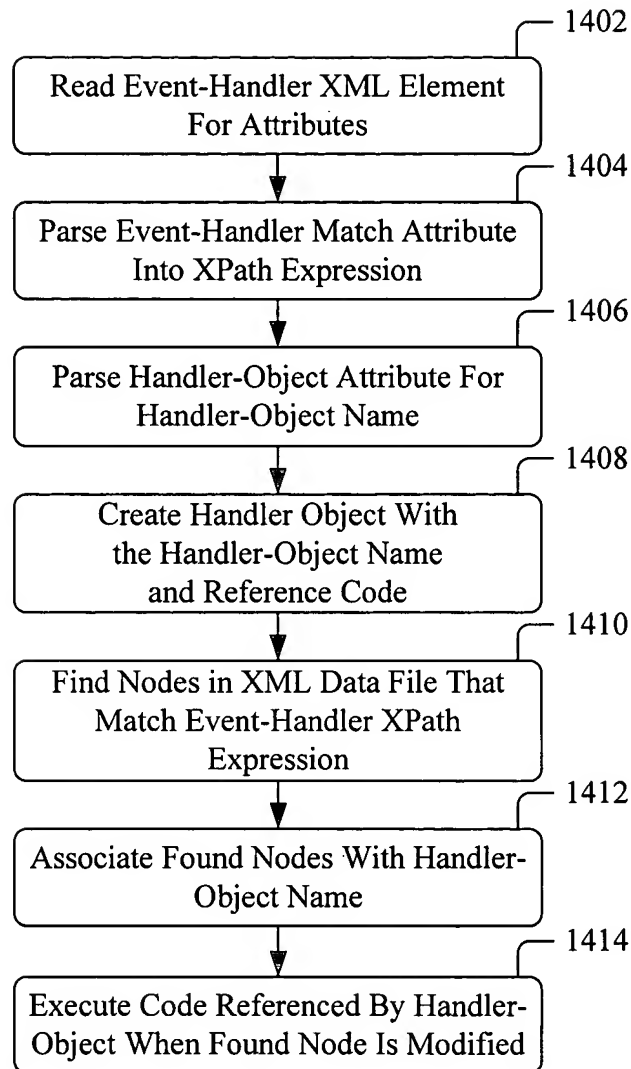 1402
Read Event-Handler XML Element
For Attributes
1404
Parse Event-Handler Match Attribute
Into XPath Expression
1406
Parse Handler-Object Attribute For
Handler-Object Name
1408
Create Handler Object With
the Handler-Object Name
and Reference Code
1410
Find Nodes in XML Data File That
Match Event-Handler XPath
Expression
1412
Associate Found Nodes With Handler-
Object Name
1414
Execute Code Referenced By Handler-
Object When Found Node Is Modified